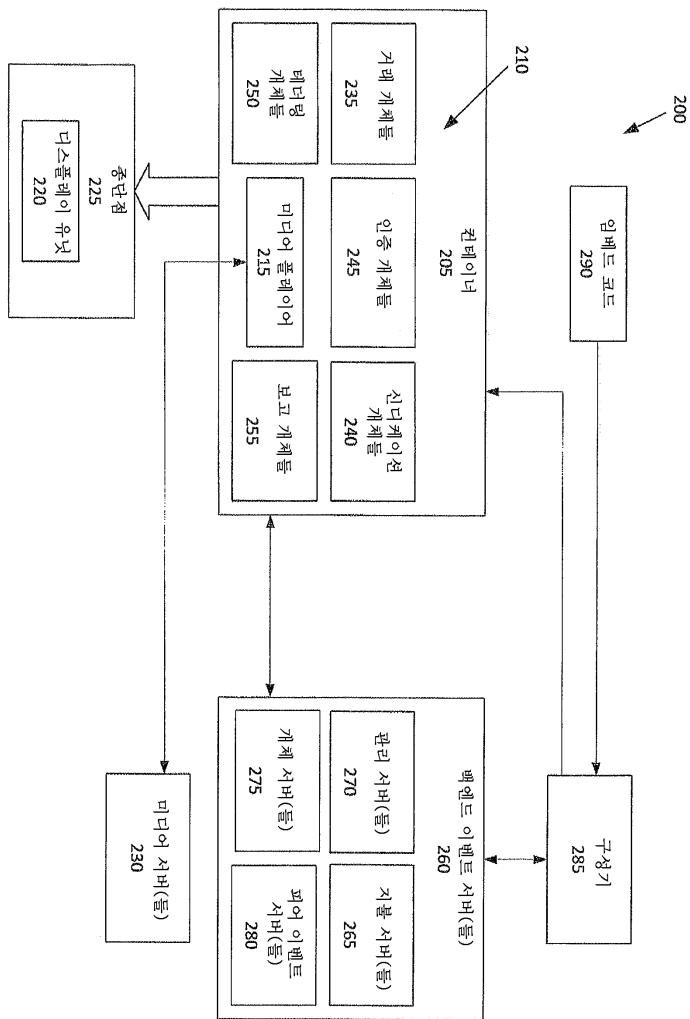 200
임베드 코드
290
구성기
285
210
컨테이너
205
거래 개체들
235
인증 개체들
245
신디케이션
개체들
240
테더링
개체들
250
미디어 플레이어
215
보고 개체들
255
백엔드 이벤트 서버(들)
260
관리 서버(들)
270
지불 서버(들)
265
개체 서버(들)
275
피어 이벤트
서버(들)
280
종단점
225
디스플레이 유닛
220
미디어 서버(들)
230